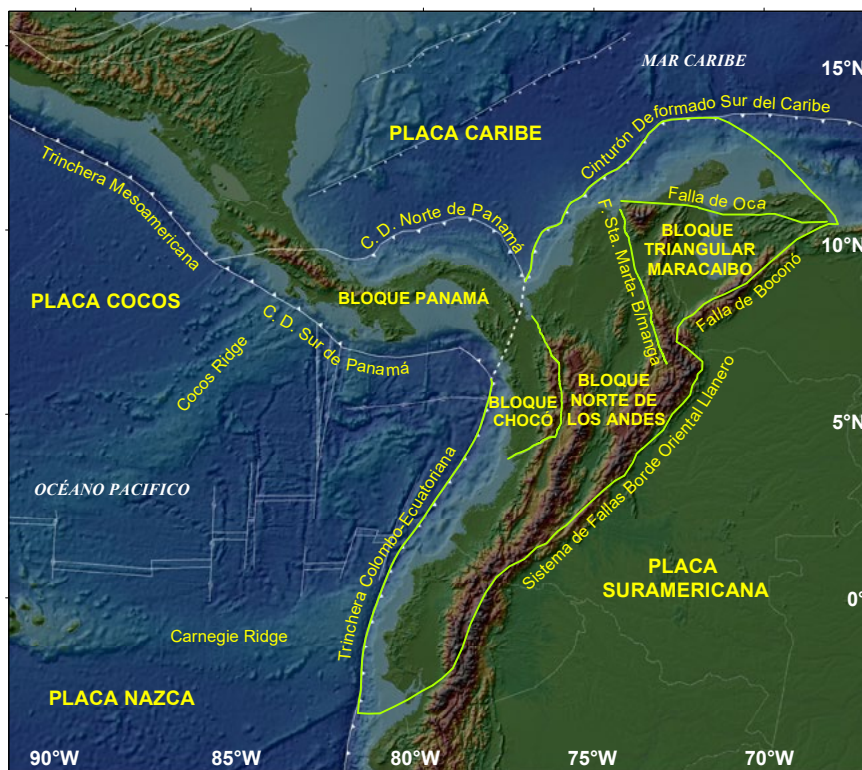 MAR CARIBE
15°N
PLACA CARIBE
Cinturón Deformado Sur del Caribe
Trinchera Mesoamericana
Falla de Oca
C. D. Norte de Panamá
F. Sta. Marta- B/manga
BLOQUE
TRIANGULAR
MARACAIBO
10°N
PLACA COCOS
BLOQUE PANAMÁ
Falla de Boconó
C. D. Sur de Panamá
Cocos Ridge
BLOQUE
CHOCÓ
BLOQUE
NORTE DE
LOS ANDES
5°N
OCÉANO PACIFICO
Trinchera Colombo-Ecuatoriana
Sistema de Fallas Borde Oriental Llanero
PLACA
SURAMERICANA
0°
Carnegie Ridge
PLACA NAZCA
90°W
85°W
80°W
75°W
70°W